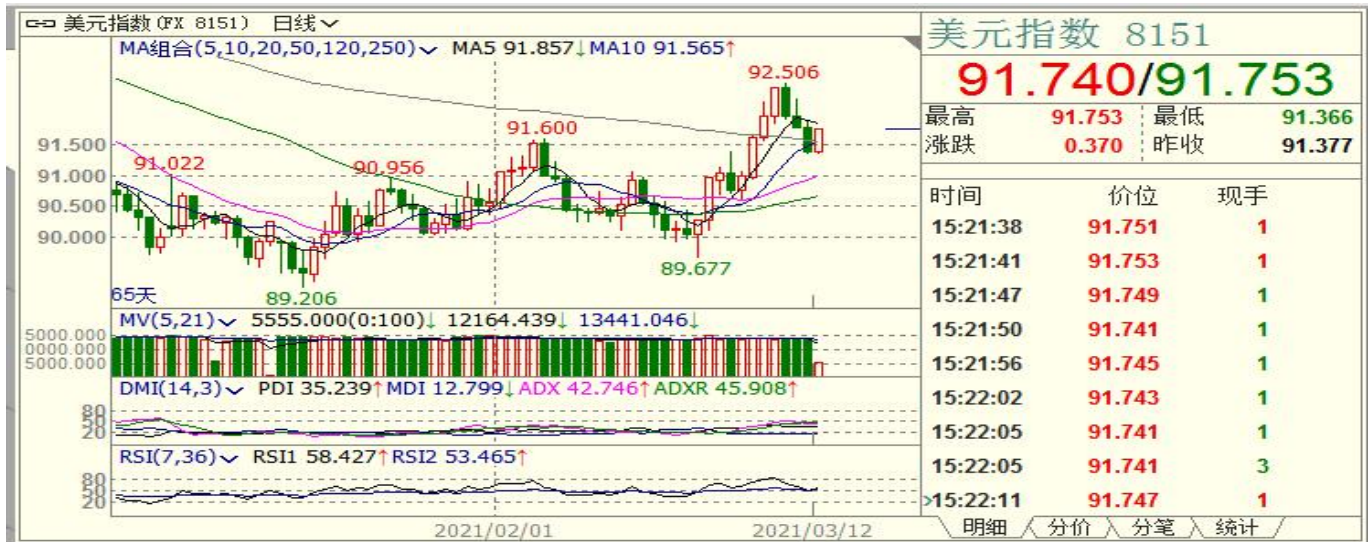 美元指数(FX 8151) 日线
MA组合(5,10,20,50,120,250) MA5 91.857↓MA10 91.565↑
92.506
91.600
91.022
90.956
91.500
91.000
90.500
90.000
89.677
89.206
65天
MV(5,21) 5555.000(0:100)↓ 12164.439↓ 13441.046↓
5000.000
0000.000
5000.000
DMI(14,3) PDI 35.239↑MDI 12.799↓ADX 42.746↑ADXR 45.908↑
80
20
RSI(7,36) RSI1 58.427↑RSI2 53.465↑
80
20
2021/02/01 2021/03/12
美元指数 8151
91.740/91.753
最高 91.753 最低 91.366
涨跌 0.370 昨收 91.377
时间 价位 现手
15:21:38 91.751 1
15:21:41 91.753 1
15:21:47 91.749 1
15:21:50 91.741 1
15:21:56 91.745 1
15:22:02 91.743 1
15:22:05 91.741 1
15:22:05 91.741 3
>15:22:11 91.747 1
明细 分价 分笔 统计